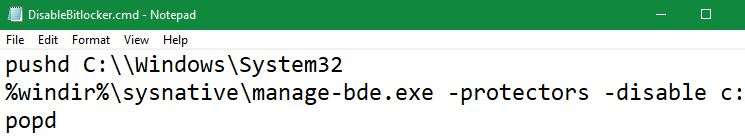 DisableBitlocker.cmd - Notepad
File Edit Format View Help
pushd C:\\Windows\System32
%windir%\sysnative\manage-bde.exe -protectors -disable c:
popd